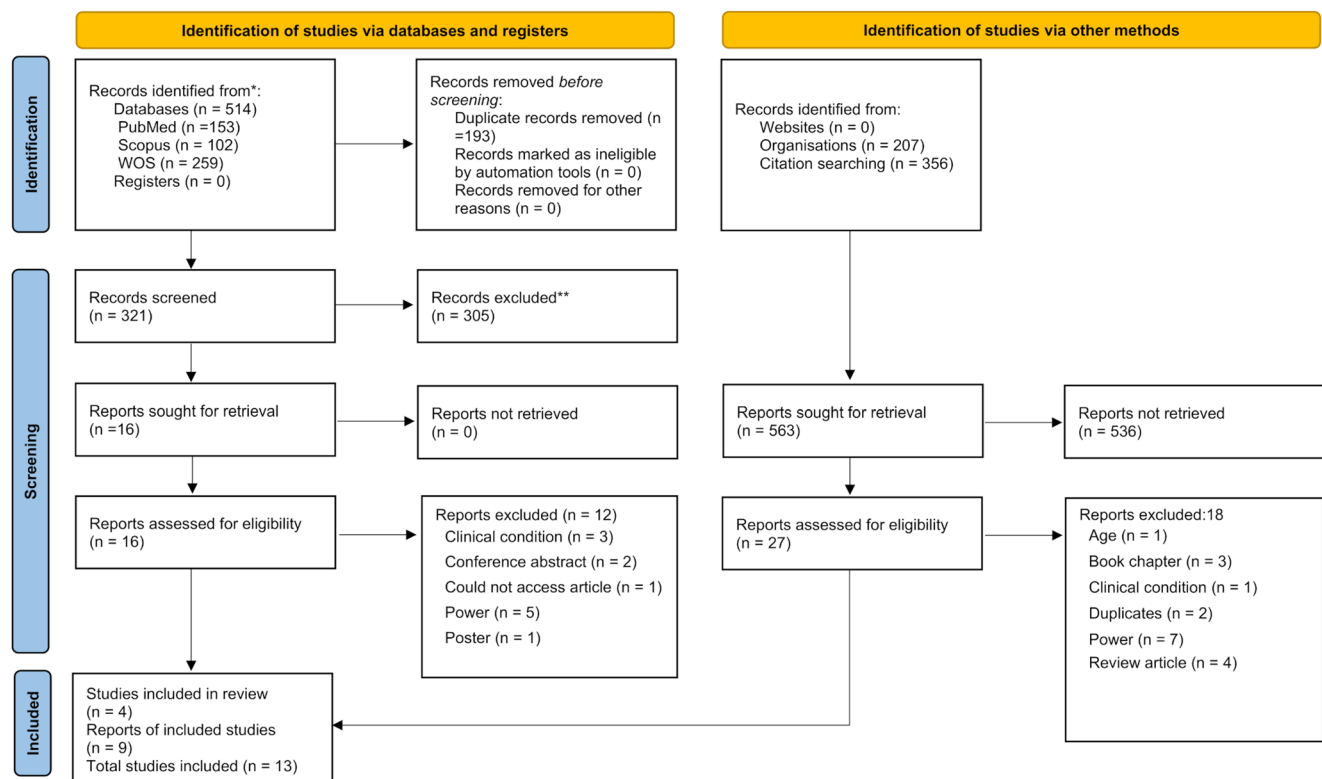 Identification of studies via databases and registers
Identification of studies via other methods
Identification
Records identified from*:
Databases (n = 514)
PubMed (n =153)
Scopus (n = 102)
WOS (n = 259)
Registers (n = 0)
Records removed before
screening:
Duplicate records removed (n
=193)
Records marked as ineligible
by automation tools (n = 0)
Records removed for other
reasons (n = 0)
Records identified from:
Websites (n = 0)
Organisations (n = 207)
Citation searching (n = 356)
Screening
Records screened
(n = 321)
Records excluded**
(n = 305)
Reports sought for retrieval
(n =16)
Reports not retrieved
(n = 0)
Reports sought for retrieval
(n = 563)
Reports not retrieved
(n = 536)
Reports assessed for eligibility
(n = 16)
Reports excluded (n = 12)
Clinical condition (n = 3)
Conference abstract (n = 2)
Could not access article (n = 1)
Power (n = 5)
Poster (n = 1)
Reports assessed for eligibility
(n = 27)
Reports excluded:18
Age (n = 1)
Book chapter (n = 3)
Clinical condition (n = 1)
Duplicates (n = 2)
Power (n = 7)
Review article (n = 4)
Included
Studies included in review
(n = 4)
Reports of included studies
(n = 9)
Total studies included (n = 13)